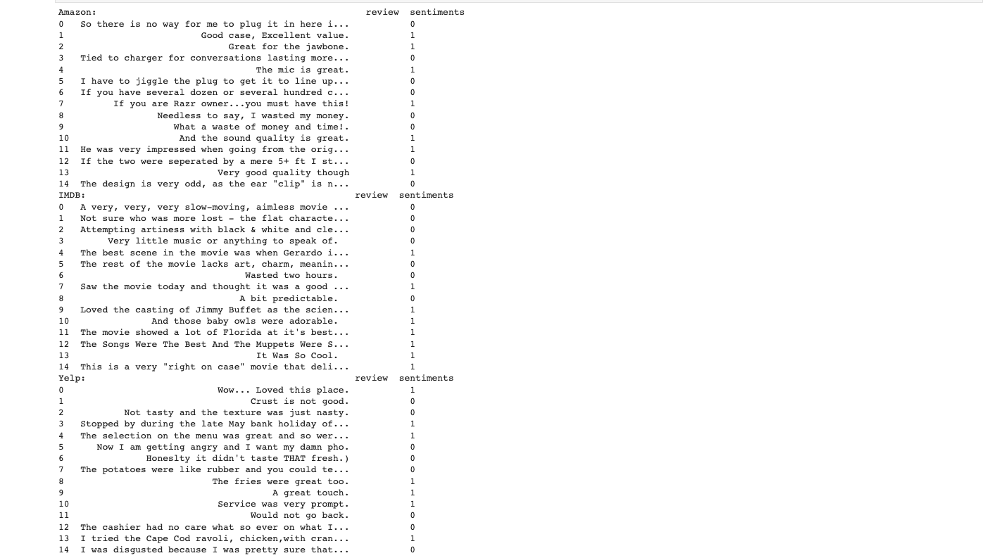 Amazon: review sentiments
0 So there is no way for me to plug it in here i... 0
1 Good case, Excellent value. 1
2 Great for the jawbone. 1
3 Tied to charger for conversations lasting more... 0
4 The mic is great. 1
5 I have to jiggle the plug to get it to line up... 0
6 If you have several dozen or several hundred c... 0
7 If you are Razr owner...you must have this! 1
8 Needless to say, I wasted my money. 0
9 What a waste of money and time!. 0
10 And the sound quality is great. 1
11 He was very impressed when going from the orig... 1
12 If the two were seperated by a mere 5+ ft I st... 0
13 Very good quality though 1
14 The design is very odd, as the ear "clip" is n... 0
IMDB: review sentiments
0 A very, very, very slow-moving, aimless movie ... 0
1 Not sure who was more lost - the flat characte... 0
2 Attempting artiness with black & white and cle... 0
3 Very little music or anything to speak of. 0
4 The best scene in the movie was when Gerardo i... 1
5 The rest of the movie lacks art, charm, meanin... 0
6 Wasted two hours. 0
7 Saw the movie today and thought it was a good ... 1
8 A bit predictable. 0
9 Loved the casting of Jimmy Buffet as the scien... 1
10 And those baby owls were adorable. 1
11 The movie showed a lot of Florida at it's best... 1
12 The Songs Were The Best And The Muppets Were S... 1
13 It Was So Cool. 1
14 This is a very "right on case" movie that deli... 1
Yelp: review sentiments
0 Wow... Loved this place. 1
1 Crust is not good. 0
2 Not tasty and the texture was just nasty. 0
3 Stopped by during the late May bank holiday of... 1
4 The selection on the menu was great and so wer... 1
5 Now I am getting angry and I want my damn pho. 0
6 Honeslty it didn't taste THAT fresh.) 0
7 The potatoes were like rubber and you could te... 0
8 The fries were great too. 1
9 A great touch. 1
10 Service was very prompt. 1
11 Would not go back. 0
12 The cashier had no care what so ever on what I... 0
13 I tried the Cape Cod ravoli, chicken,with cran... 1
14 I was disgusted because I was pretty sure that... 0